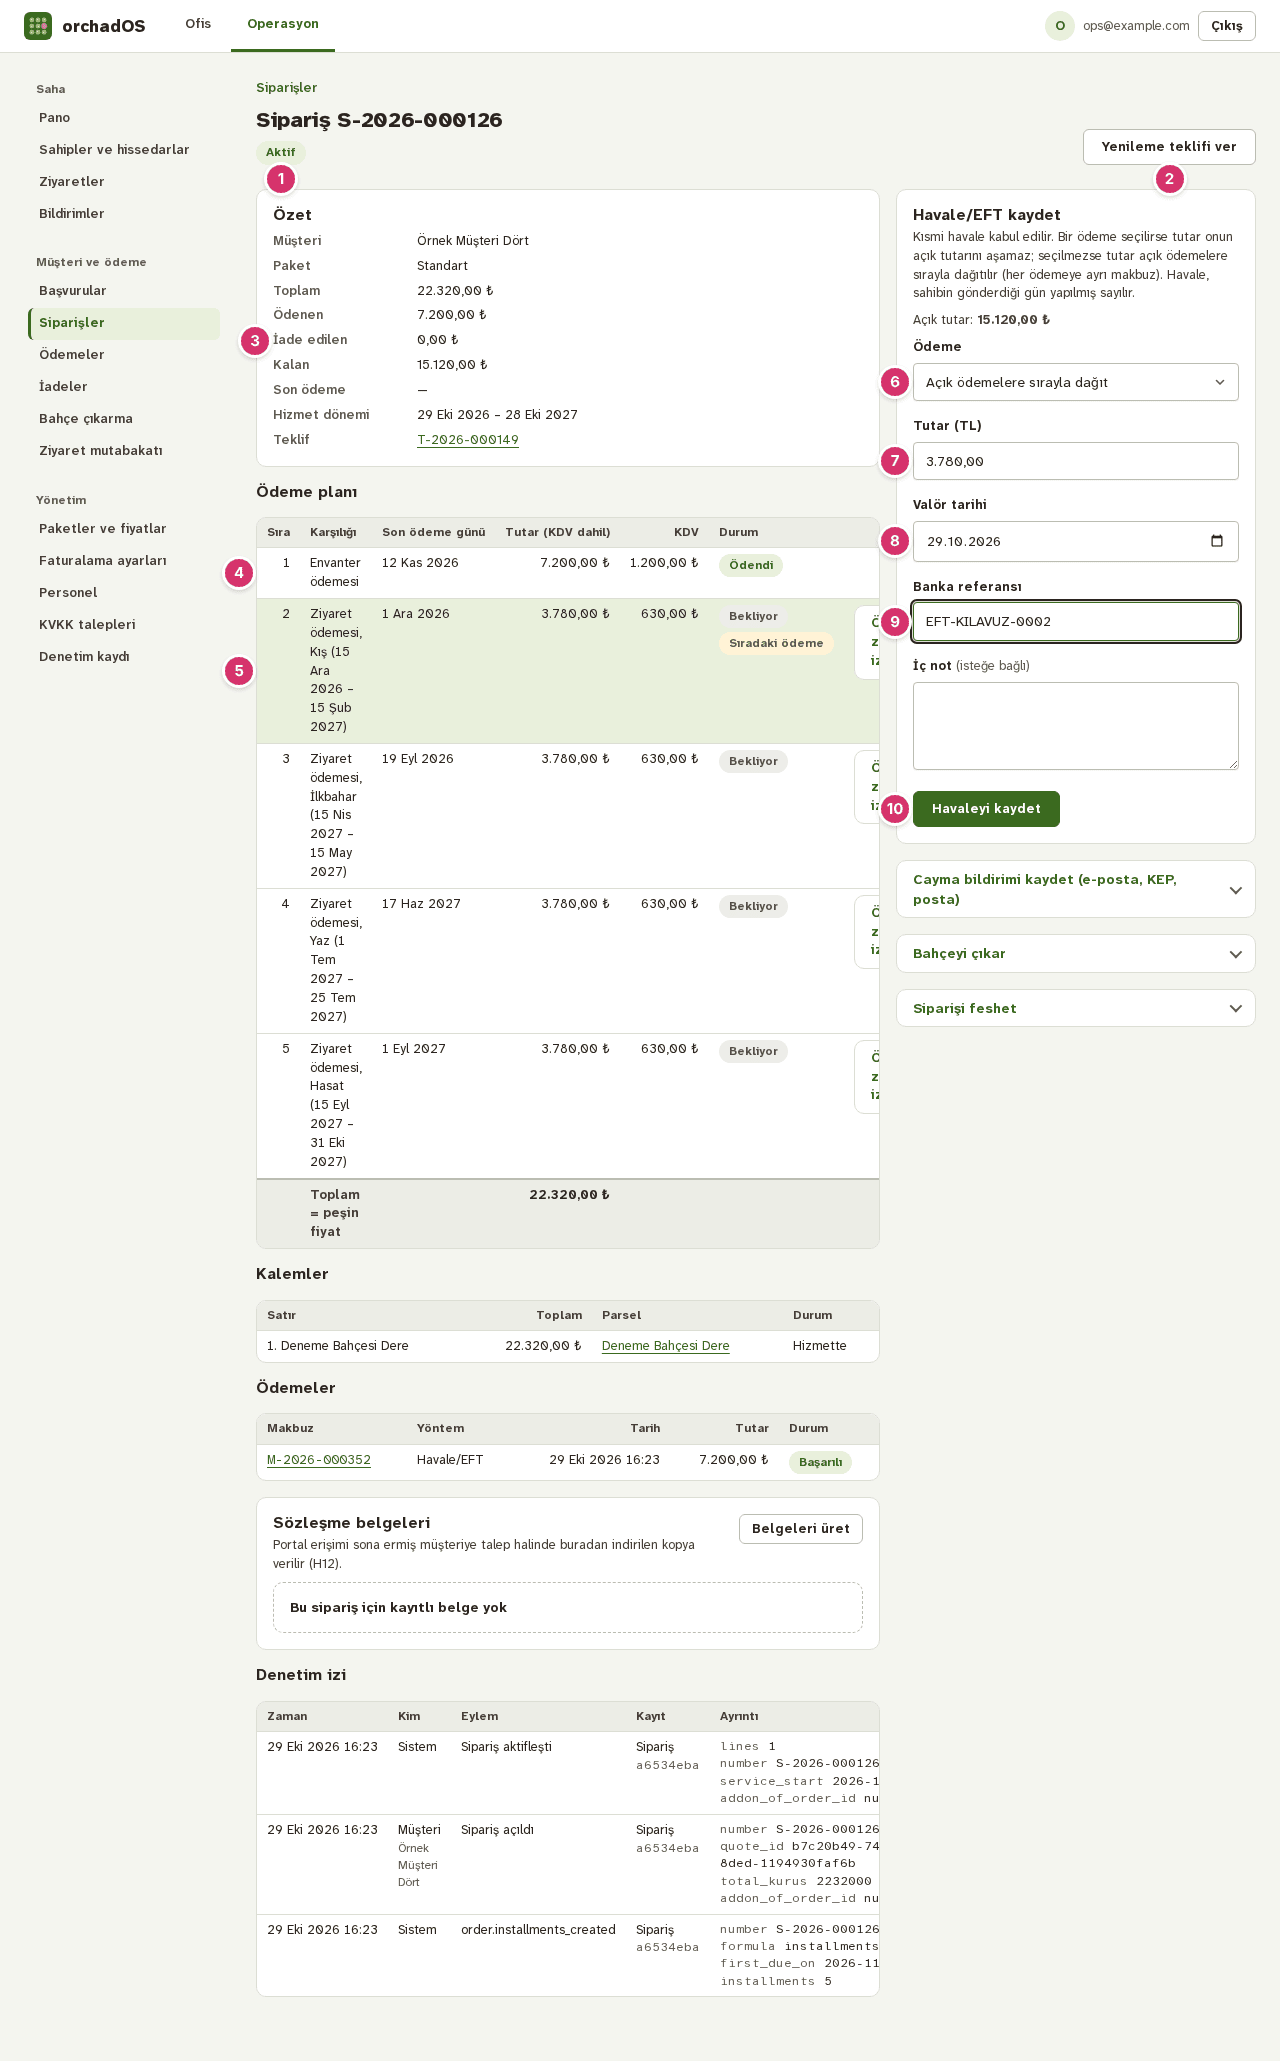 orchadOS
Ofis
Operasyon
O
ops@example.com
Çıkış
Saha
Pano
Sahipler ve hissedarlar
Ziyaretler
Bildirimler
Müşteri ve ödeme
Başvurular
Siparişler
Ödemeler
İadeler
Bahçe çıkarma
Ziyaret mutabakatı
Yönetim
Paketler ve fiyatlar
Faturalama ayarları
Personel
KVKK talepleri
Denetim kaydı
Siparişler
Sipariş S-2026-000126
Aktif
Yenileme teklifi ver
1
2
Özet
Müşteri Örnek Müşteri Dört
Paket Standart
Toplam 22.320,00 ₺
Ödenen 7.200,00 ₺
3
İade edilen 0,00 ₺
Kalan 15.120,00 ₺
Son ödeme —
Hizmet dönemi 29 Eki 2026 – 28 Eki 2027
Teklif T-2026-000149
Ödeme planı
Sıra Karşılığı Son ödeme günü Tutar (KDV dahil) KDV Durum
4
1 Envanter 12 Kas 2026 7.200,00 ₺ 1.200,00 ₺ Ödendi
ödemesi
5
2 Ziyaret 1 Ara 2026 3.780,00 ₺ 630,00 ₺ Bekliyor
ödemesi, Sıradaki ödeme
Kış (15
Ara
2026 –
15 Şub
2027)
3 Ziyaret 19 Eyl 2026 3.780,00 ₺ 630,00 ₺ Bekliyor
ödemesi,
İlkbahar
(15 Nis
2027 –
15 May
2027)
4 Ziyaret 17 Haz 2027 3.780,00 ₺ 630,00 ₺ Bekliyor
ödemesi,
Yaz (1
Tem
2027 –
25 Tem
2027)
5 Ziyaret 1 Eyl 2027 3.780,00 ₺ 630,00 ₺ Bekliyor
ödemesi,
Hasat
(15 Eyl
2027 –
31 Eki
2027)
Toplam 22.320,00 ₺
= peşin
fiyat
Kalemler
Satır Toplam Parsel Durum
1. Deneme Bahçesi Dere 22.320,00 ₺ Deneme Bahçesi Dere Hizmette
Ödemeler
Makbuz Yöntem Tarih Tutar Durum
M-2026-000352 Havale/EFT 29 Eki 2026 16:23 7.200,00 ₺ Başarılı
Sözleşme belgeleri
Belgeleri üret
Portal erişimi sona ermiş müşteriye talep halinde buradan indirilen kopya
verilir (H12).
Bu sipariş için kayıtlı belge yok
Denetim izi
Zaman Kim Eylem Kayıt Ayrıntı
29 Eki 2026 16:23 Sistem Sipariş aktifleşti Sipariş lines 1
a6534eba number S-2026-000126
service_start 2026-1
addon_of_order_id nu
29 Eki 2026 16:23 Müşteri Sipariş açıldı Sipariş number S-2026-000126
Örnek a6534eba quote_id b7c20b49-74
Müşteri 8ded-1194930faf6b
Dört total_kurus 2232000
addon_of_order_id nu
29 Eki 2026 16:23 Sistem order.installments_created Sipariş number S-2026-000126
a6534eba formula installments
first_due_on 2026-11
installments 5
Havale/EFT kaydet
Kısmi havale kabul edilir. Bir ödeme seçilirse tutar onun
açık tutarını aşamaz; seçilmezse tutar açık ödemelere
sırayla dağıtılır (her ödemeye ayrı makbuz). Havale,
sahibin gönderdiği gün yapılmış sayılır.
Açık tutar: 15.120,00 ₺
Ödeme
6
Açık ödemelere sırayla dağıt
Tutar (TL)
7
3.780,00
Valör tarihi
8
29.10.2026
Banka referansı
9
EFT-KILAVUZ-0002
İç not (isteğe bağlı)
10
Havaleyi kaydet
Cayma bildirimi kaydet (e-posta, KEP,
posta)
Bahçeyi çıkar
Siparişi feshet